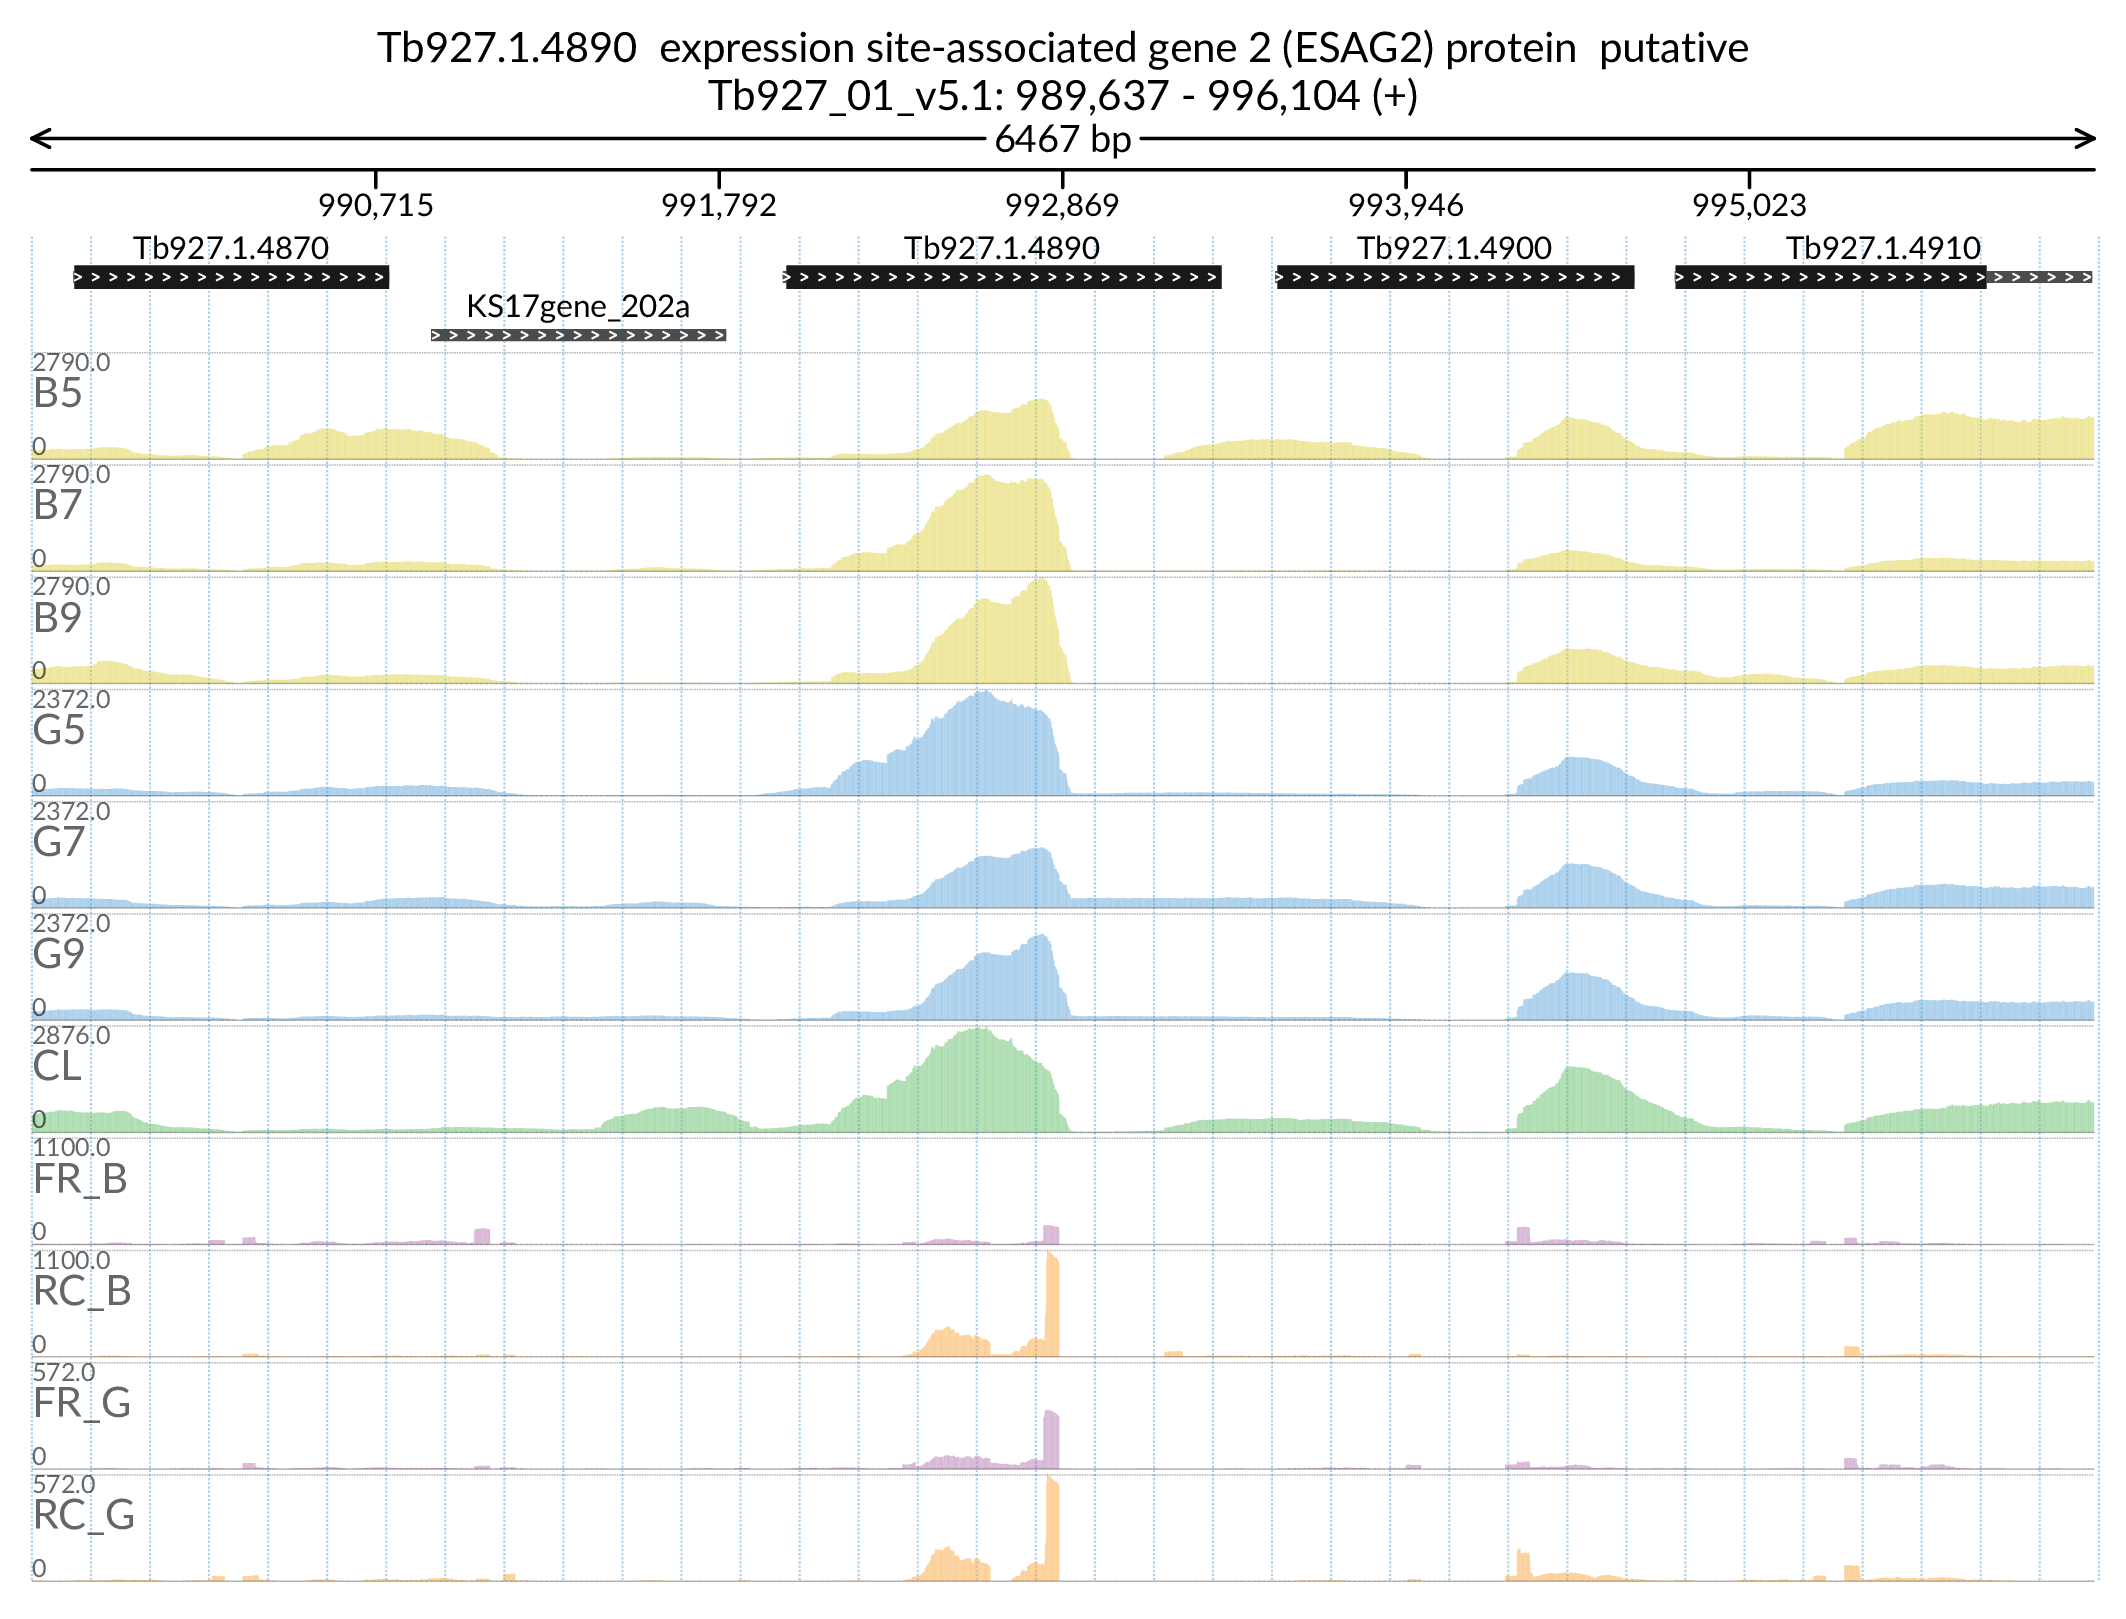 Tb927.1.4890  expression site-associated gene 2 (ESAG2) protein  putative
Tb927_01_v5.1: 989,637 - 996,104 (+)
6467 bp
990,715 991,792 992,869 993,946 995,023
Tb927.1.4870 Tb927.1.4890 Tb927.1.4900 Tb927.1.4910
KS17gene_202a
2790.0
B5
0
2790.0
B7
0
2790.0
B9
0
2372.0
G5
0
2372.0
G7
0
2372.0
G9
0
2876.0
CL
0
1100.0
FR_B
0
1100.0
RC_B
0
572.0
FR_G
0
572.0
RC_G
0